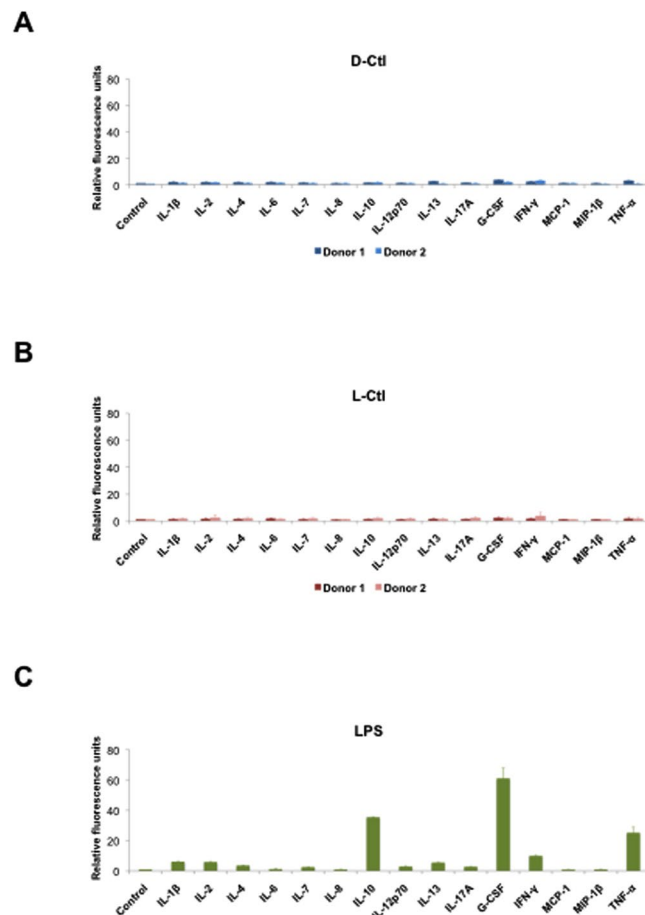 A
D-Ctl
Relative fluorescence units
80
60
40
20
0
Control IL-1β IL-2 IL-4 IL-6 IL-7 IL-8 IL-10 IL-12p70 IL-13 IL-17A G-CSF IFN-γ MCP-1 MIP-1β TNF-α
Donor 1 Donor 2
B
L-Ctl
Relative fluorescence units
80
60
40
20
0
Control IL-1β IL-2 IL-4 IL-6 IL-7 IL-8 IL-10 IL-12p70 IL-13 IL-17A G-CSF IFN-γ MCP-1 MIP-1β TNF-α
Donor 1 Donor 2
C
LPS
Relative fluorescence units
80
60
40
20
0
Control IL-1β IL-2 IL-4 IL-6 IL-7 IL-8 IL-10 IL-12p70 IL-13 IL-17A G-CSF IFN-γ MCP-1 MIP-1β TNF-α